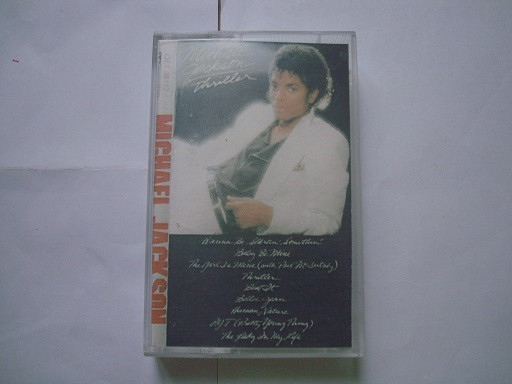 Michael
Jackson
Thriller
MICHAEL JACKSON
Wanna Be Startin' Somethin'
Baby Be Mine
The Girl Is Mine (with Paul McCartney)
Thriller
Beat It
Billie Jean
Human Nature
P.Y.T. (Pretty Young Thing)
The Lady In My Life